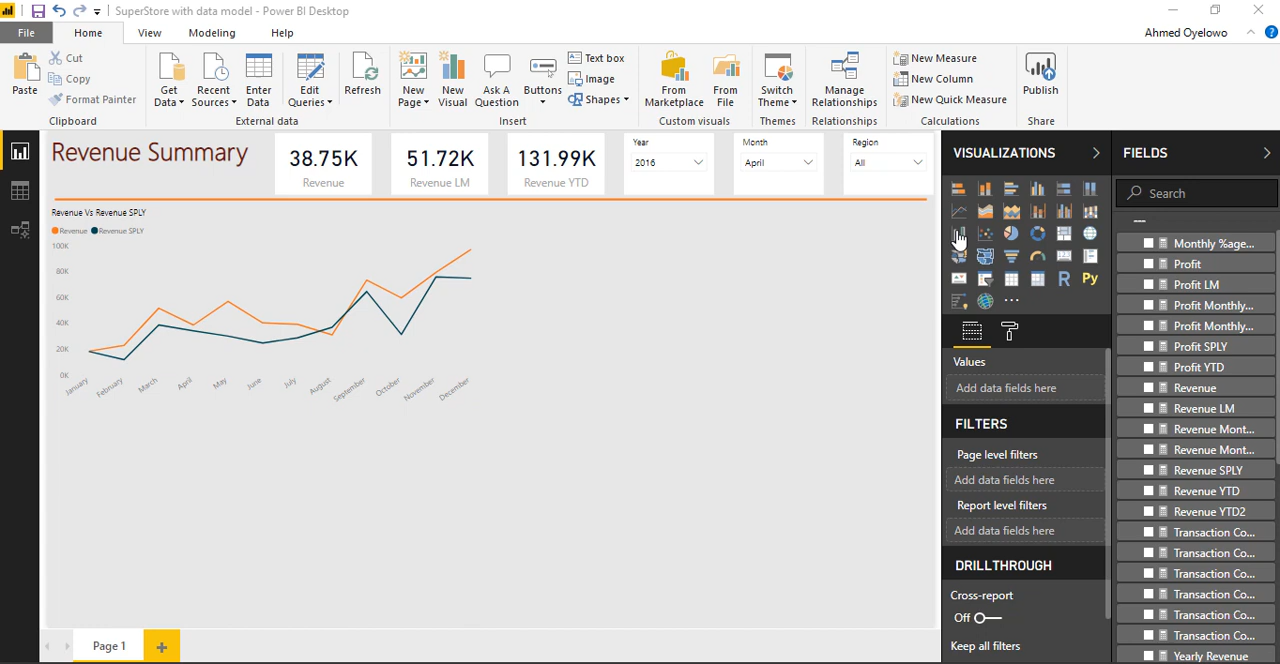 SuperStore with data model - Power BI Desktop
File
Home
View
Modeling
Help
Ahmed Oyelowo
?
Paste
Cut
Copy
Format Painter
Clipboard
Get Data
Recent Sources
Enter Data
External data
Edit Queries
Refresh
New Page
New Visual
Ask A Question
Buttons
Text box
Image
Shapes
Insert
From Marketplace
From File
Custom visuals
Switch Theme
Themes
Manage Relationships
Relationships
New Measure
New Column
New Quick Measure
Calculations
Publish
Share
Revenue Summary
38.75K
Revenue
51.72K
Revenue LM
131.99K
Revenue YTD
Year
2016
Month
April
Region
All
Revenue Vs Revenue SPLY
Revenue Revenue SPLY
100K
80K
60K
40K
20K
0K
January February March April May June July August September October November December
Page 1
+
VISUALIZATIONS
R Py
Values
Add data fields here
FILTERS
Page level filters
Add data fields here
Report level filters
Add data fields here
DRILLTHROUGH
Cross-report
Off
Keep all filters
FIELDS
Search
Monthly %age...
Profit
Profit LM
Profit Monthly...
Profit Monthly...
Profit SPLY
Profit YTD
Revenue
Revenue LM
Revenue Mont...
Revenue Mont...
Revenue SPLY
Revenue YTD
Revenue YTD2
Transaction Co...
Transaction Co...
Transaction Co...
Transaction Co...
Transaction Co...
Transaction Co...
Yearly Revenue